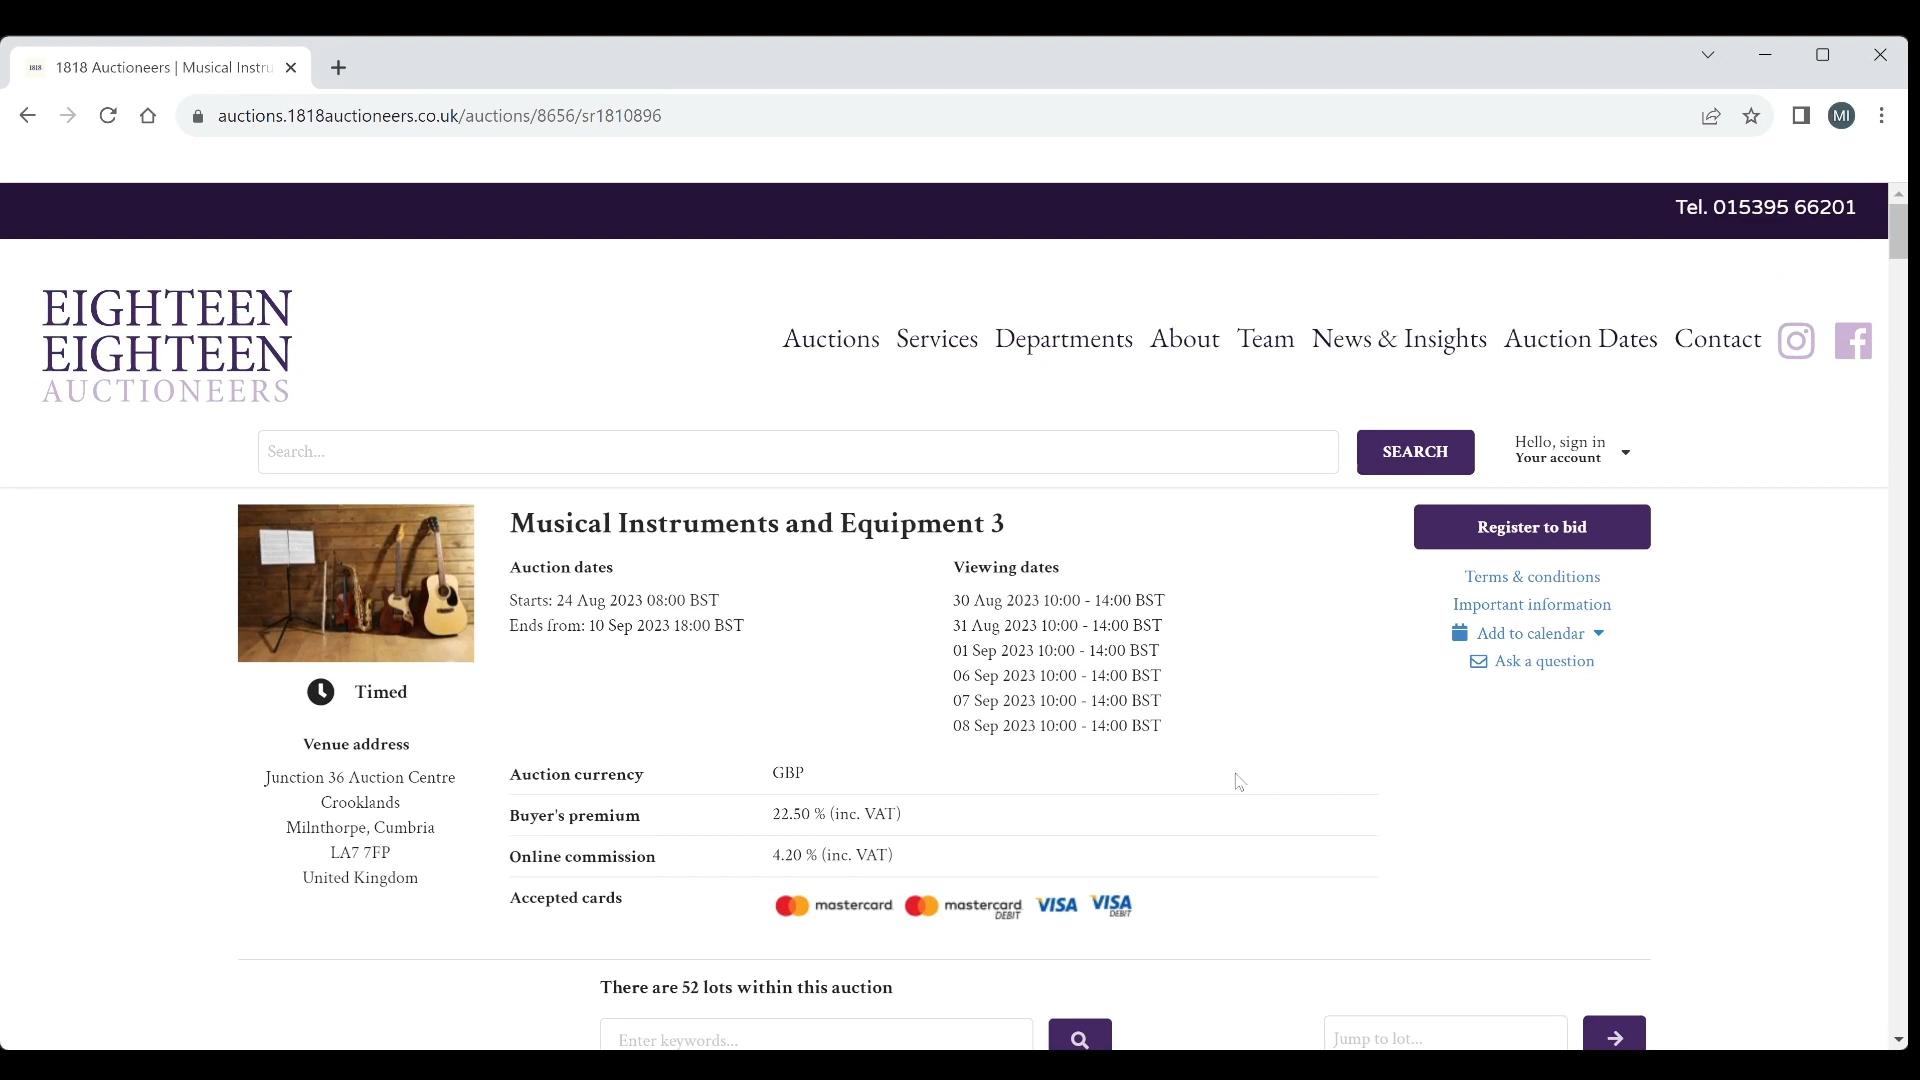 1818 Auctioneers | Musical Instru
auctions.1818auctioneers.co.uk/auctions/8656/sr1810896
MI
Tel. 015395 66201
EIGHTEEN
EIGHTEEN
AUCTIONEERS
Auctions Services Departments About Team News & Insights Auction Dates Contact
Search...
SEARCH
Hello, sign in
Your account
Musical Instruments and Equipment 3
Register to bid
Auction dates
Starts: 24 Aug 2023 08:00 BST
Ends from: 10 Sep 2023 18:00 BST
Viewing dates
30 Aug 2023 10:00 - 14:00 BST
31 Aug 2023 10:00 - 14:00 BST
01 Sep 2023 10:00 - 14:00 BST
06 Sep 2023 10:00 - 14:00 BST
07 Sep 2023 10:00 - 14:00 BST
08 Sep 2023 10:00 - 14:00 BST
Terms & conditions
Important information
Add to calendar
Ask a question
Timed
Venue address
Junction 36 Auction Centre
Crooklands
Milnthorpe, Cumbria
LA7 7FP
United Kingdom
Auction currency GBP
Buyer's premium 22.50 % (inc. VAT)
Online commission 4.20 % (inc. VAT)
Accepted cards mastercard mastercard DEBIT VISA VISA DEBIT
There are 52 lots within this auction
Enter keywords...
Jump to lot...